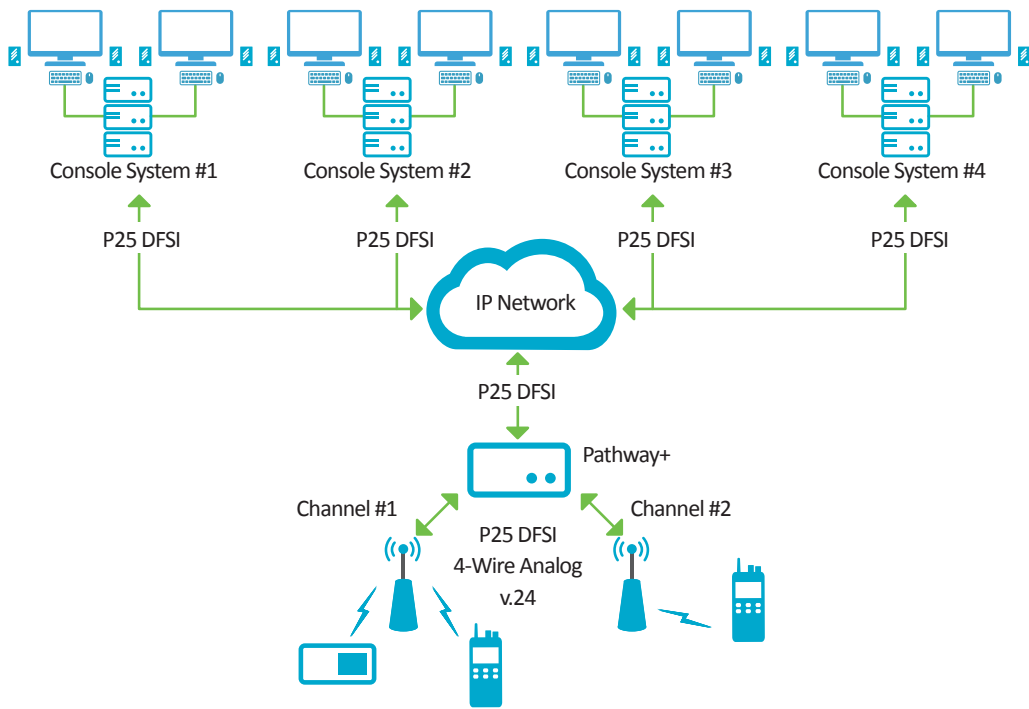 Console System #1
Console System #2
Console System #3
Console System #4
P25 DFSI
P25 DFSI
P25 DFSI
P25 DFSI
IP Network
P25 DFSI
Pathway+
Channel #1
Channel #2
P25 DFSI
4-Wire Analog
v.24